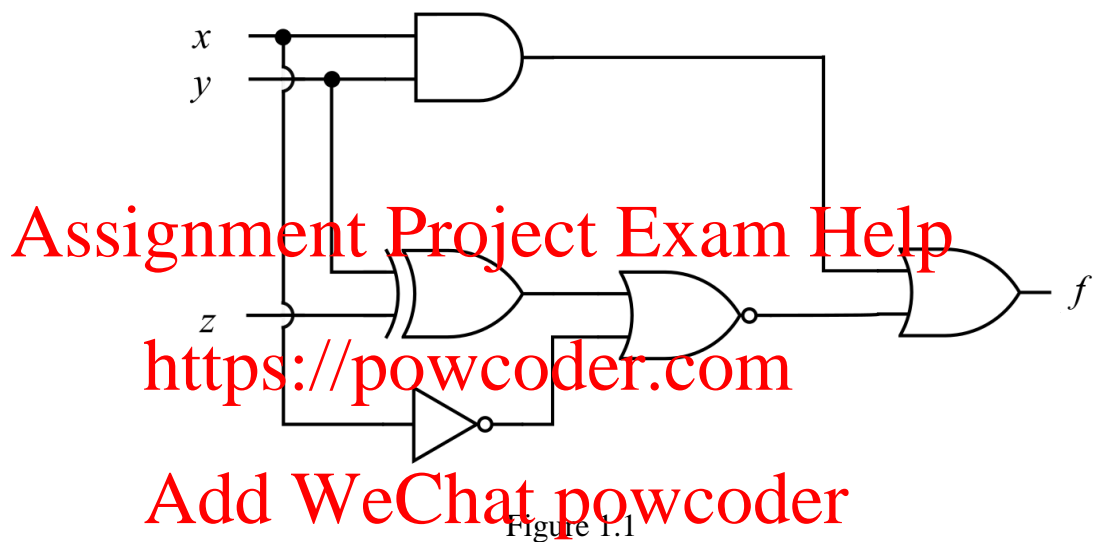 x
y
Assignment Project Exam Help
f
z
https://powcoder.com
Add WeChat powcoder
Figure 1.1